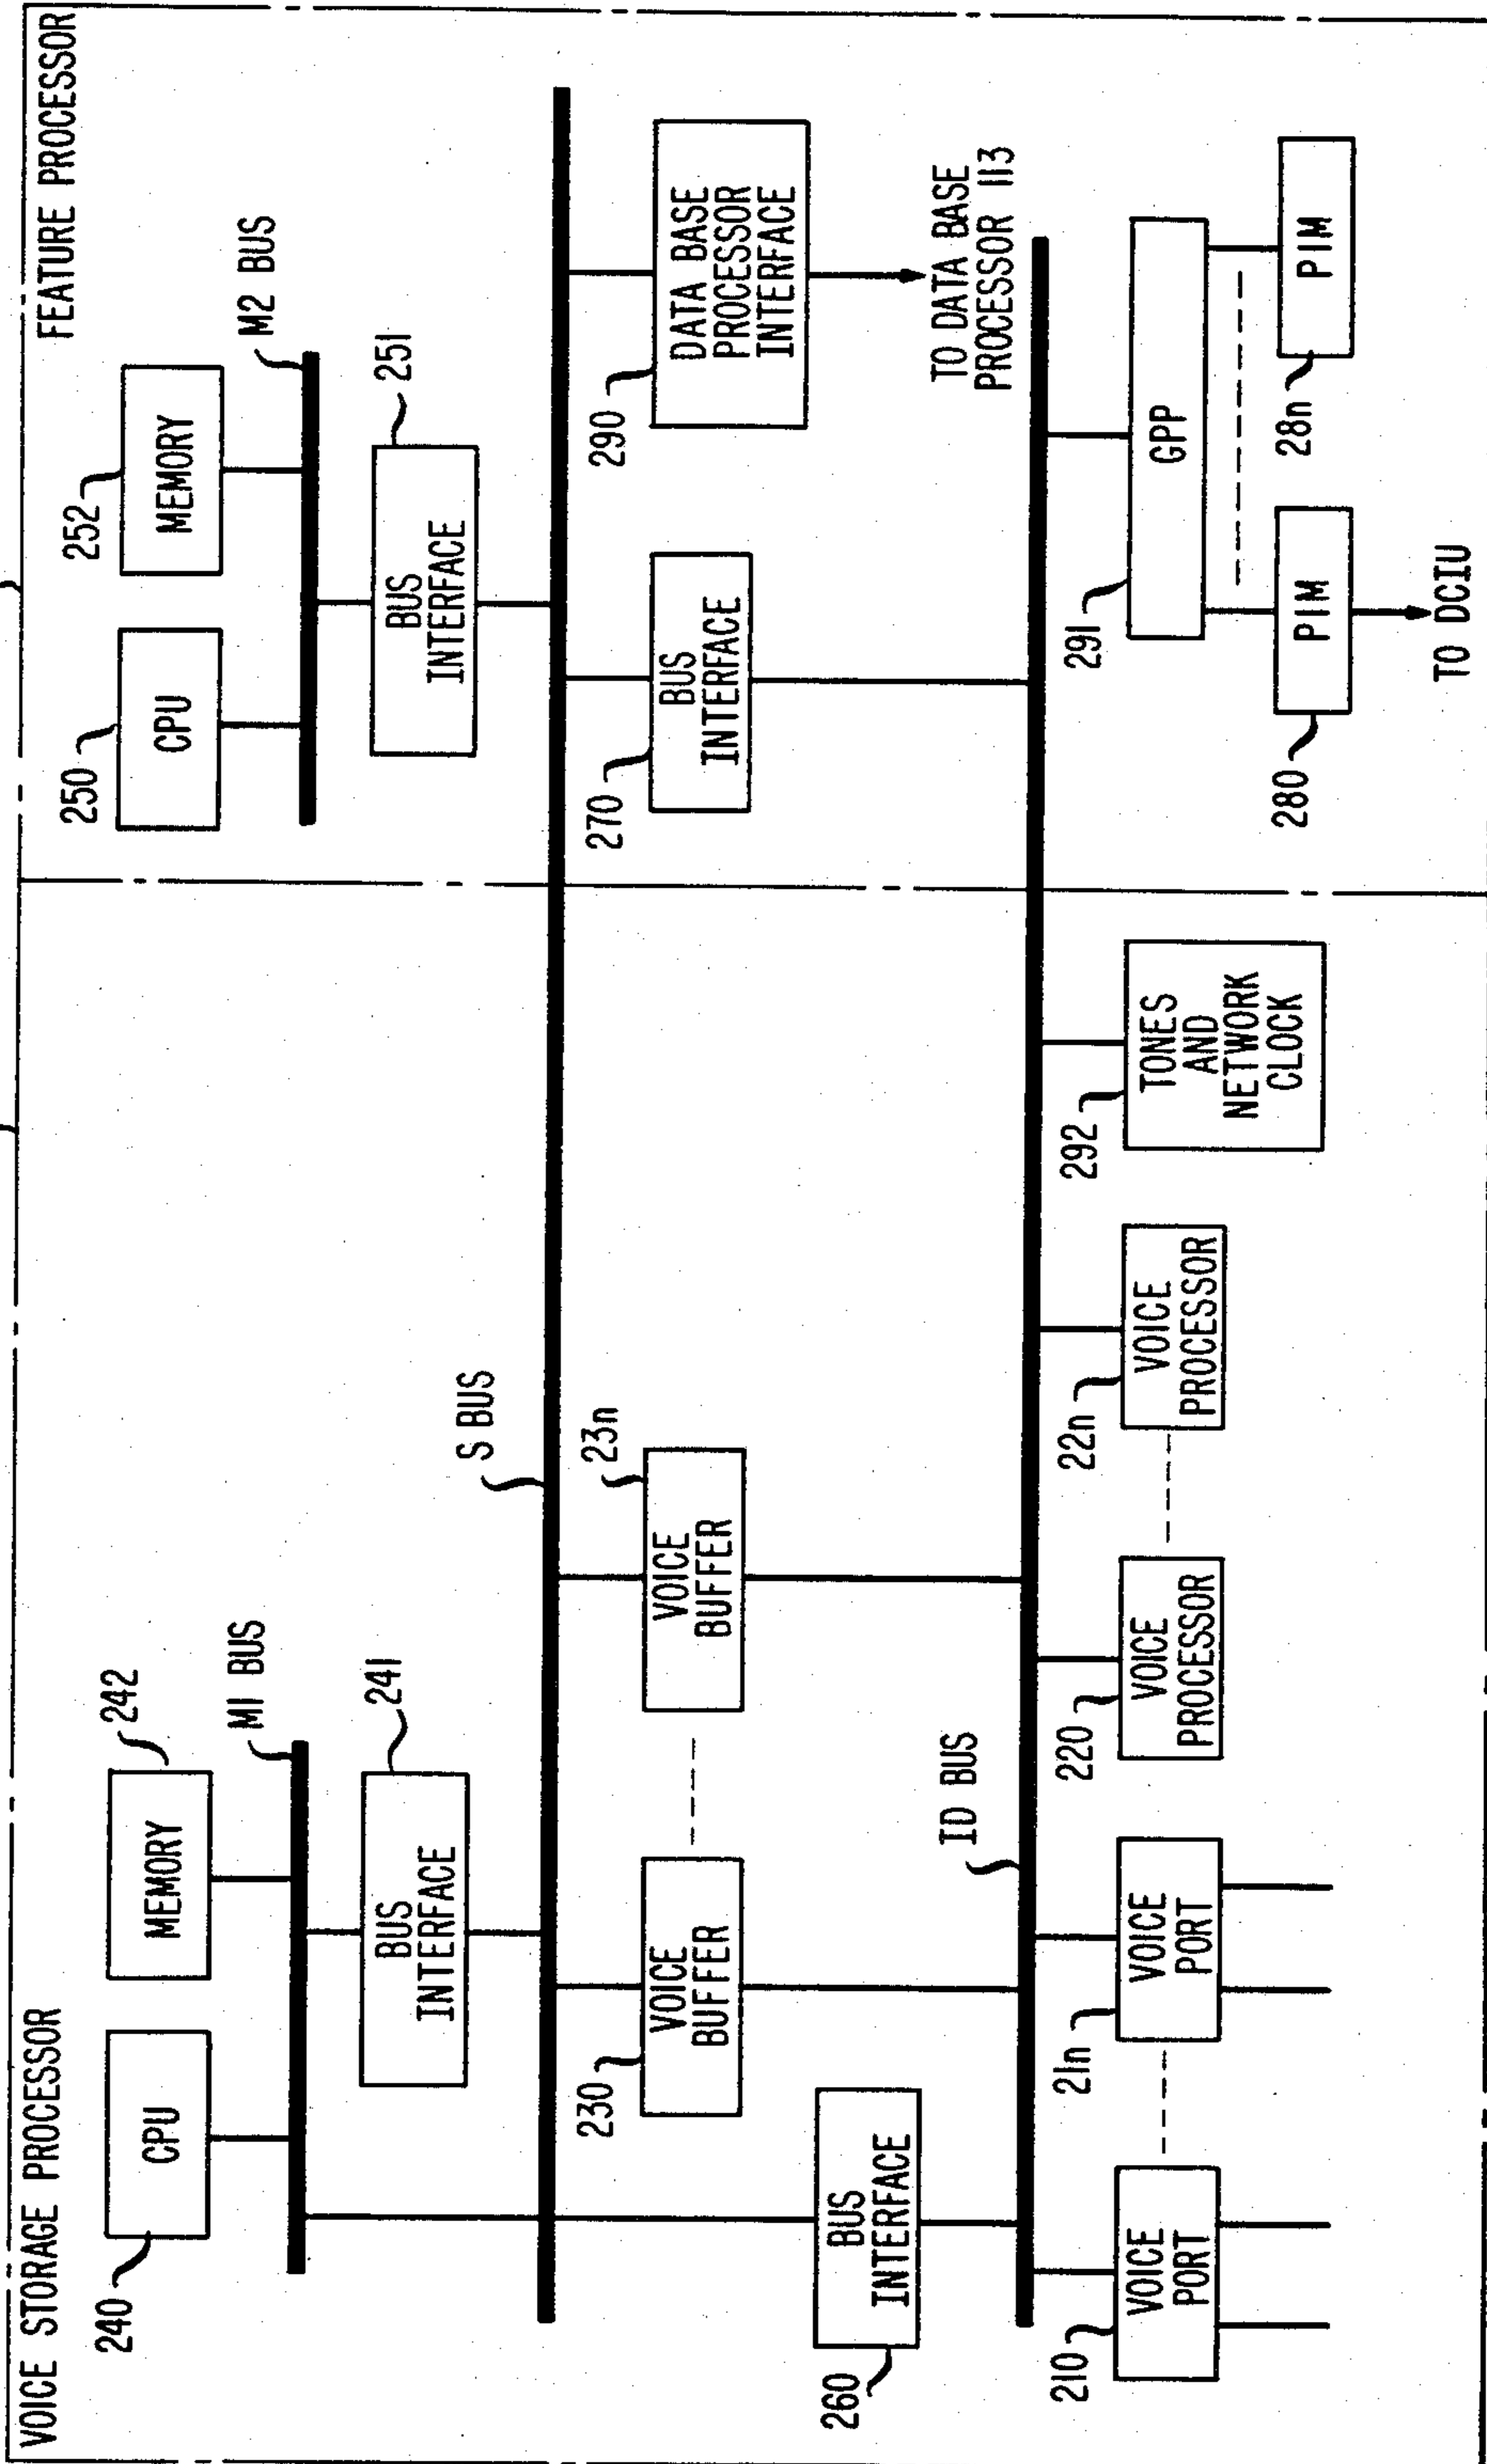 VOICE STORAGE PROCESSOR
FEATURE PROCESSOR
240
CPU
MEMORY
242
M1 BUS
BUS
INTERFACE
241
250
CPU
252
MEMORY
M2 BUS
BUS
INTERFACE
251
S BUS
230
VOICE
BUFFER
VOICE
BUFFER
23n
270
BUS
INTERFACE
290
DATA BASE
PROCESSOR
INTERFACE
TO DATA BASE
PROCESSOR 113
260
BUS
INTERFACE
ID BUS
210
VOICE
PORT
21n
VOICE
PORT
220
VOICE
PROCESSOR
22n
VOICE
PROCESSOR
292
TONES
AND
NETWORK
CLOCK
291
GPP
280
PIM
28n
PIM
TO DCIU